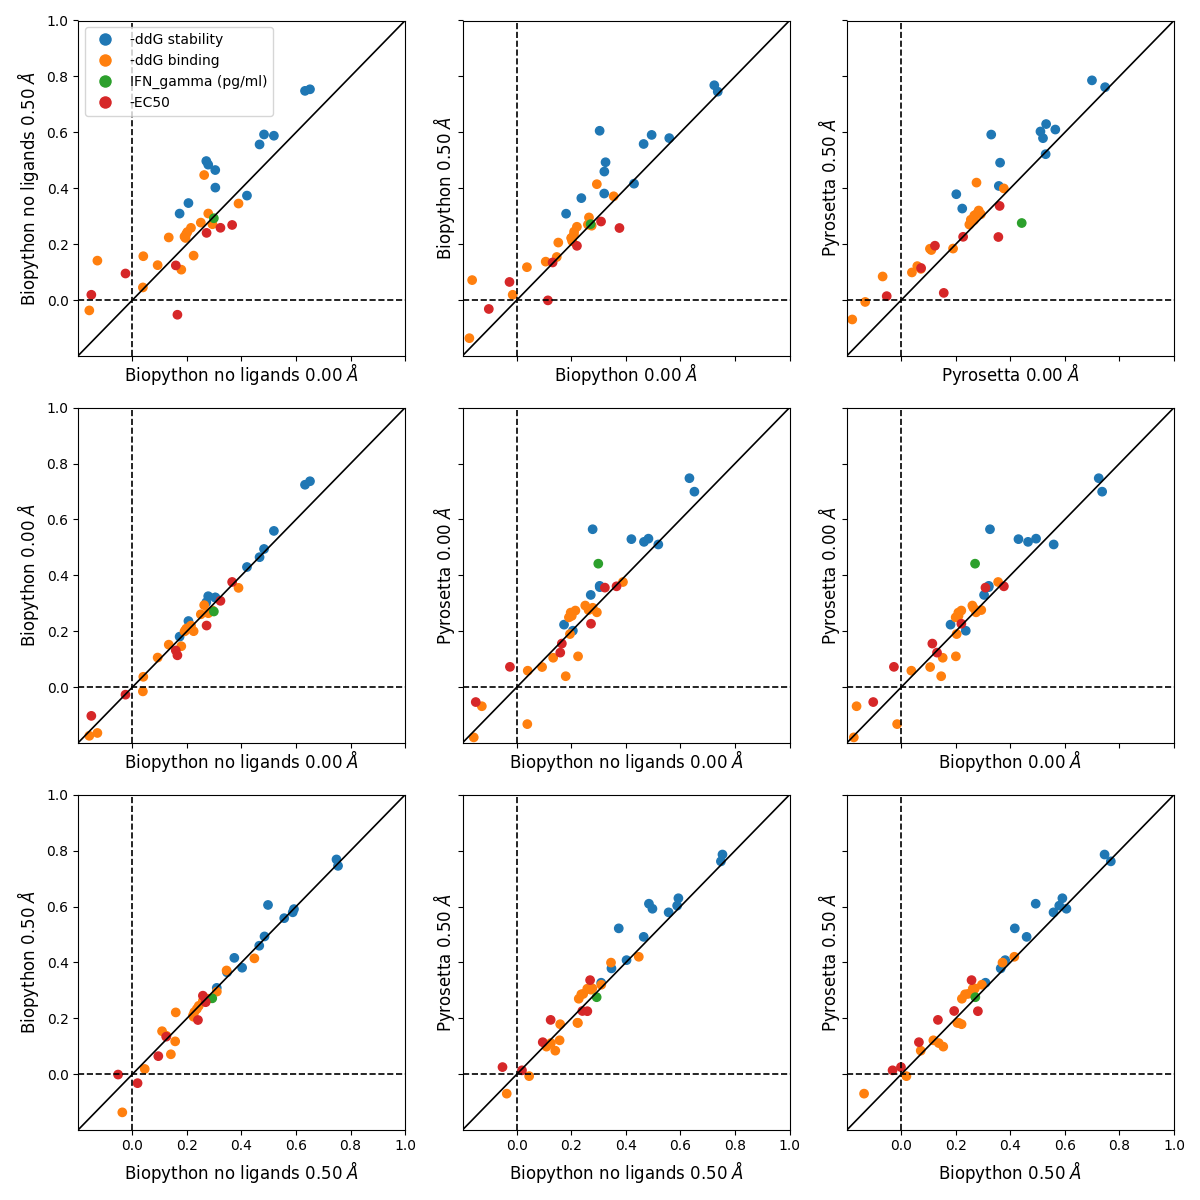 1.0
0.8
0.6
0.4
0.2
0.0
Biopython no ligands 0.50 Å
-ddG stability
-ddG binding
IFN_gamma (pg/ml)
-EC50
Biopython no ligands 0.00 Å
Biopython 0.50 Å
Biopython 0.00 Å
Pyrosetta 0.50 Å
Pyrosetta 0.00 Å
1.0
0.8
0.6
0.4
0.2
0.0
Biopython 0.00 Å
Biopython no ligands 0.00 Å
Pyrosetta 0.00 Å
Biopython no ligands 0.00 Å
Pyrosetta 0.00 Å
Biopython 0.00 Å
1.0
0.8
0.6
0.4
0.2
0.0
Biopython 0.50 Å
0.0 0.2 0.4 0.6 0.8 1.0
Biopython no ligands 0.50 Å
Pyrosetta 0.50 Å
0.0 0.2 0.4 0.6 0.8 1.0
Biopython no ligands 0.50 Å
Pyrosetta 0.50 Å
0.0 0.2 0.4 0.6 0.8 1.0
Biopython 0.50 Å